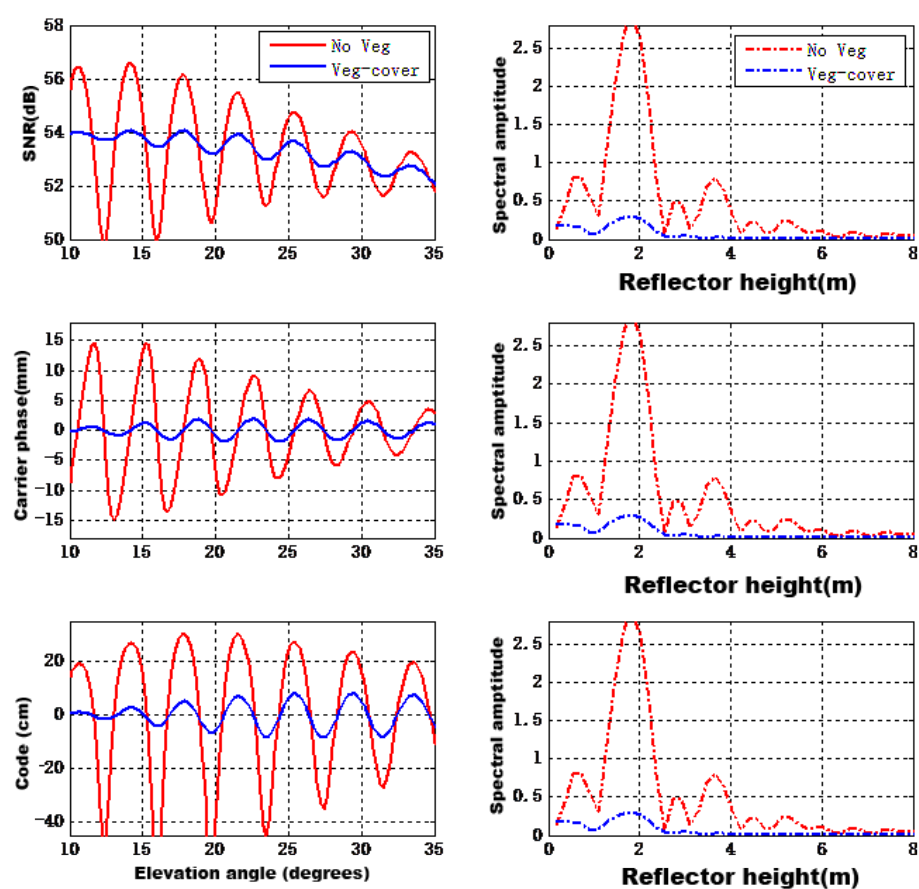 58
56
54
52
50
SNR(dB)
No Veg
Veg-cover
10 15 20 25 30 35
2.5
2
1.5
1
0.5
0
Spectral amptitude
No Veg
Veg-cover
0 2 4 6 8
Reflector height(m)
15
10
5
0
-5
-10
-15
Carrier phase(mm)
10 15 20 25 30 35
2.5
2
1.5
1
0.5
0
Spectral amptitude
0 2 4 6 8
Reflector height(m)
20
0
-20
-40
Code (cm)
10 15 20 25 30 35
Elevation angle (degrees)
2.5
2
1.5
1
0.5
0
Spectral amptitude
0 2 4 6 8
Reflector height(m)